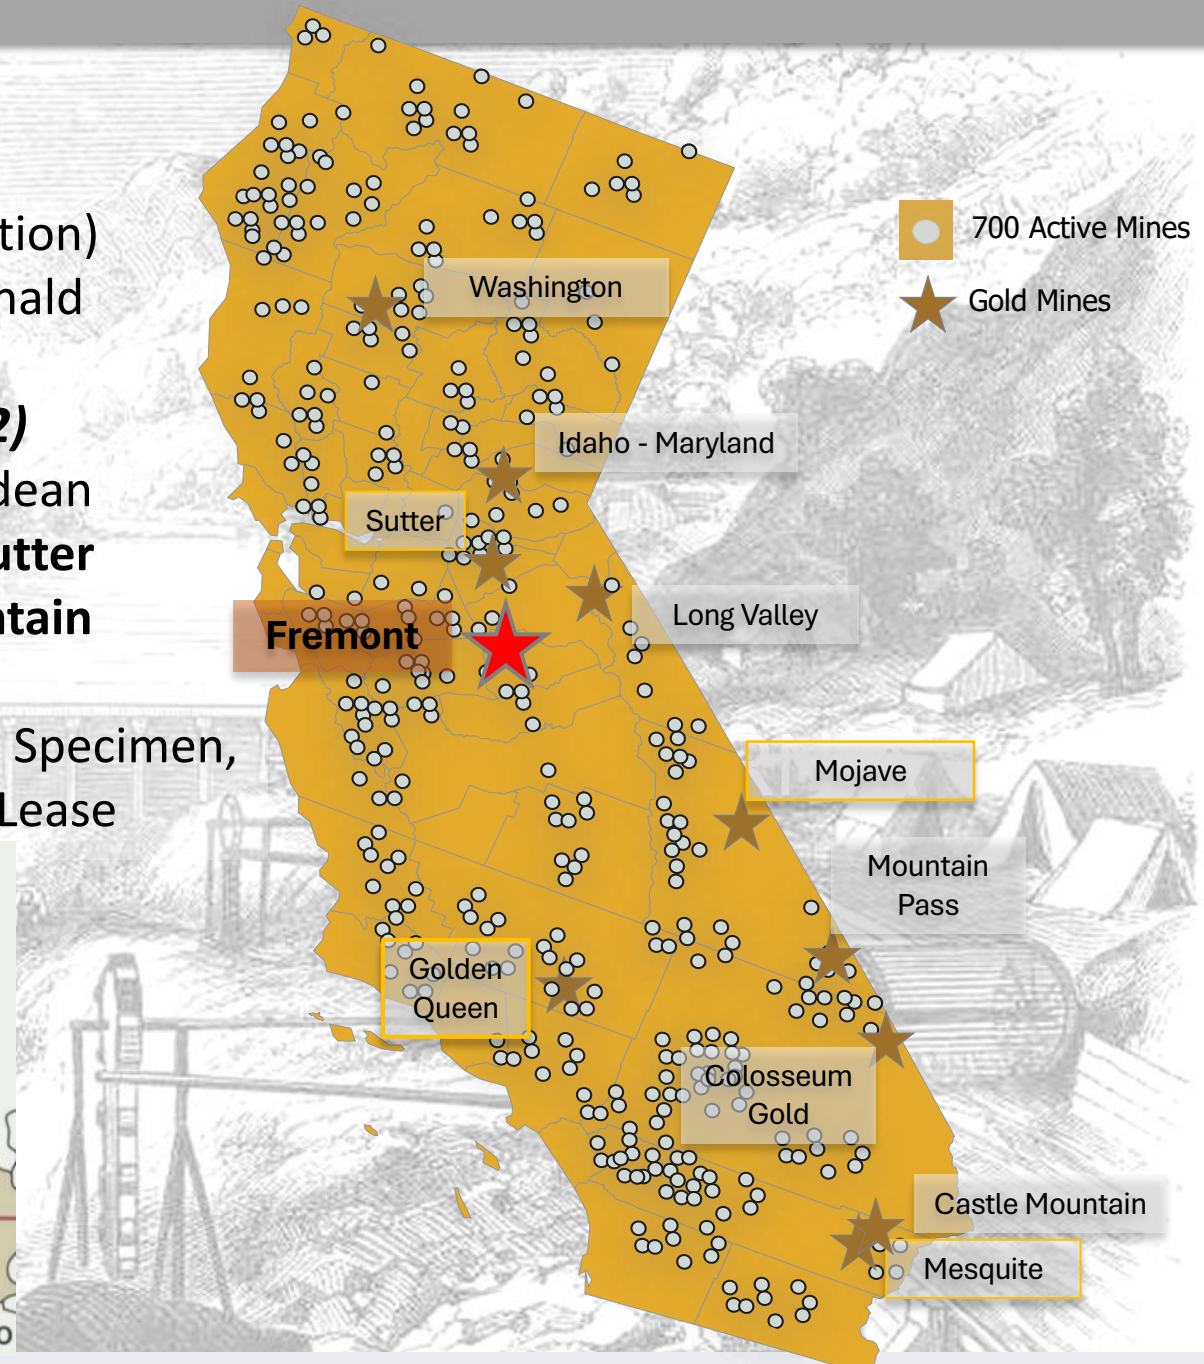 tion)
nald
2)
dean
utter
ntain
Specimen,
Lease
700 Active Mines
Gold Mines
Washington
Idaho - Maryland
Sutter
Long Valley
Fremont
Mojave
Mountain
Pass
Golden
Queen
Colosseum
Gold
Castle Mountain
Mesquite